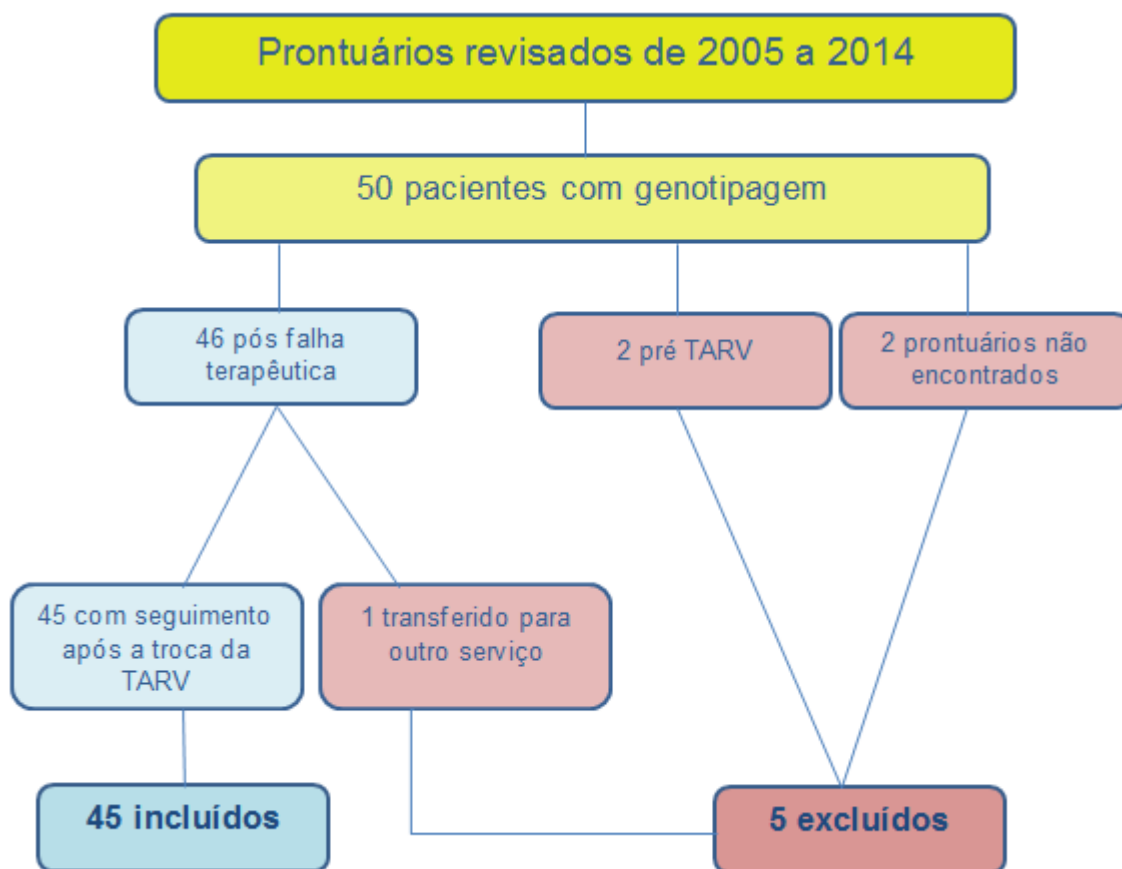 Prontuários revisados de 2005 a 2014
50 pacientes com genotipagem
46 pós falha
terapêutica
2 pré TARV
2 prontuários não
encontrados
45 com seguimento
após a troca da
TARV
1 transferido para
outro serviço
45 incluídos
5 excluídos